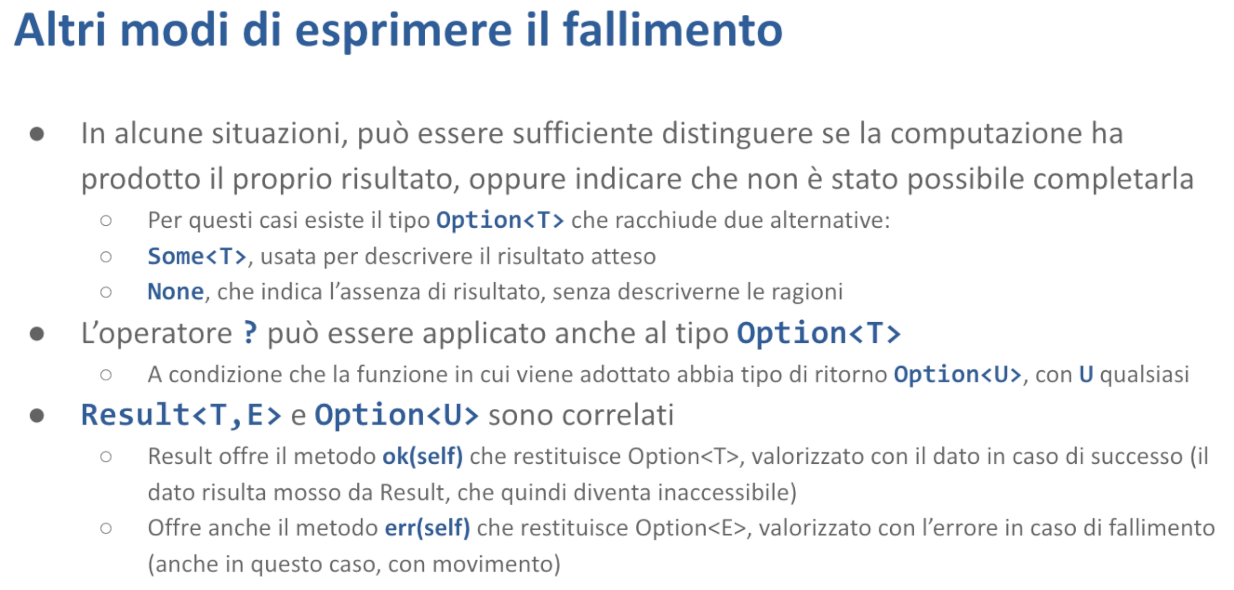 Altri modi di esprimere il fallimento
● In alcune situazioni, può essere sufficiente distinguere se la computazione ha
prodotto il proprio risultato, oppure indicare che non è stato possibile completarla
○ Per questi casi esiste il tipo Option<T> che racchiude due alternative:
○ Some<T>, usata per descrivere il risultato atteso
○ None, che indica l’assenza di risultato, senza descriverne le ragioni
● L’operatore ? può essere applicato anche al tipo Option<T>
○ A condizione che la funzione in cui viene adottato abbia tipo di ritorno Option<U>, con U qualsiasi
● Result<T,E> e Option<U> sono correlati
○ Result offre il metodo ok(self) che restituisce Option<T>, valorizzato con il dato in caso di successo (il
dato risulta mosso da Result, che quindi diventa inaccessibile)
○ Offre anche il metodo err(self) che restituisce Option<E>, valorizzato con l’errore in caso di fallimento
(anche in questo caso, con movimento)